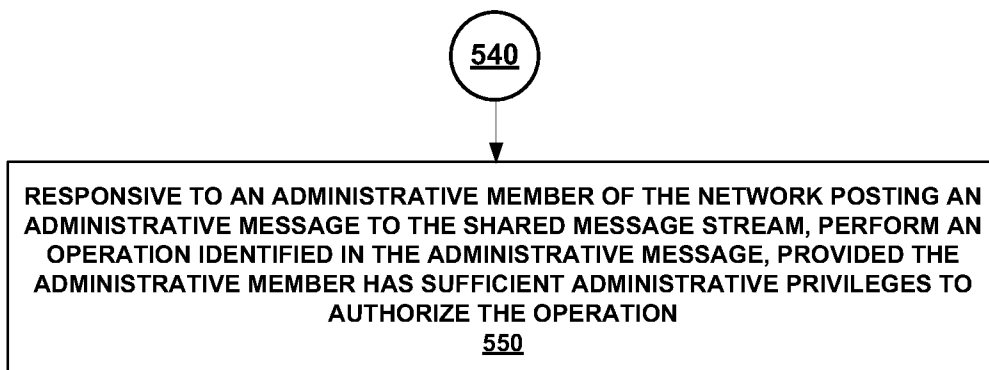 540
RESPONSIVE TO AN ADMINISTRATIVE MEMBER OF THE NETWORK POSTING AN
ADMINISTRATIVE MESSAGE TO THE SHARED MESSAGE STREAM, PERFORM AN
OPERATION IDENTIFIED IN THE ADMINISTRATIVE MESSAGE, PROVIDED THE
ADMINISTRATIVE MEMBER HAS SUFFICIENT ADMINISTRATIVE PRIVILEGES TO
AUTHORIZE THE OPERATION
550